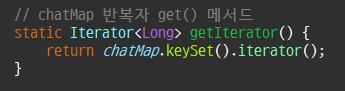 // chatMap 반복자 get() 메서드
static Iterator<Long> getIterator() {
return chatMap.keySet().iterator();
}